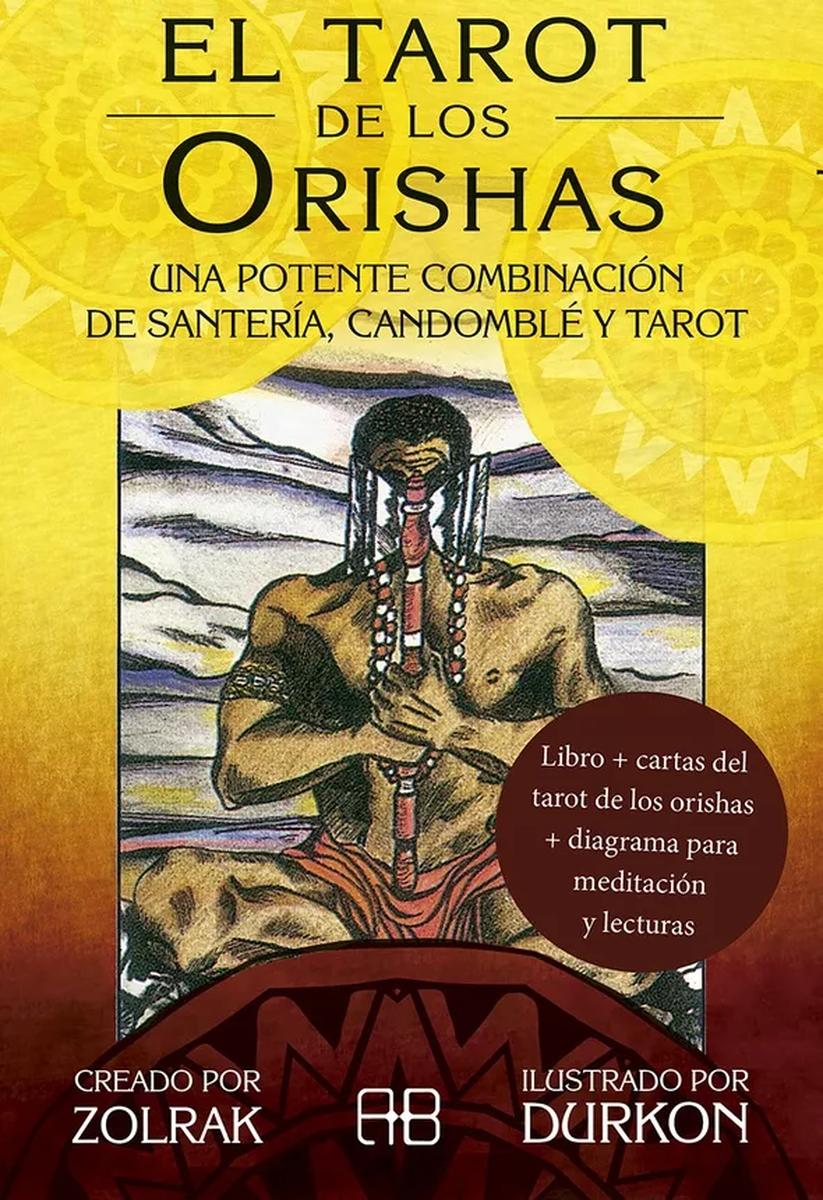 EL TAROT
DE LOS
ORISHAS
UNA POTENTE COMBINACIÓN
DE SANTERÍA, CANDOMBLÉ Y TAROT
Libro + cartas del
tarot de los orishas
+ diagrama para
meditación
y lecturas
CREADO POR
ZOLRAK
AB
ILUSTRADO POR
DURKON